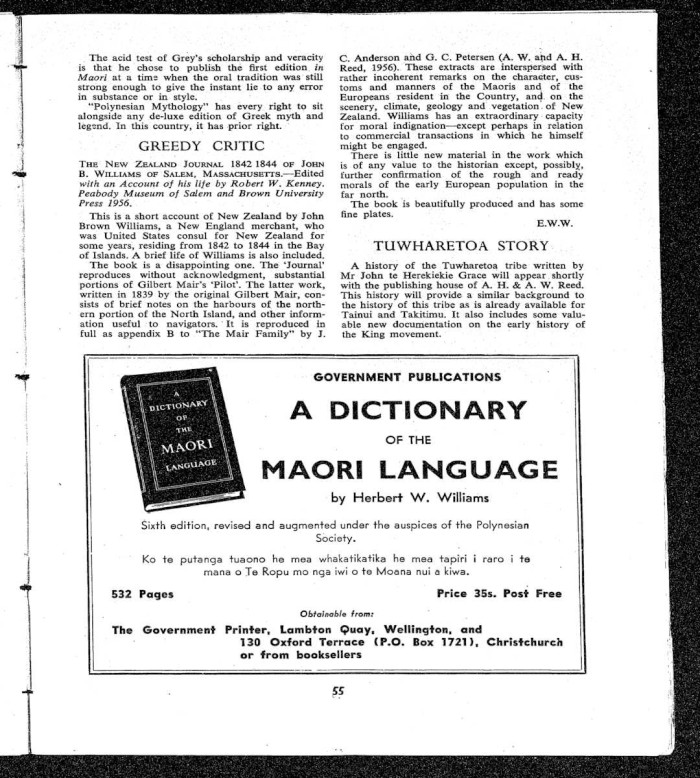 The acid test of Grey's scholarship and veracity
is that he chose to publish the first edition in
Maori at a time when the oral tradition was still
strong enough to give the instant lie to any error
in substance or in style.
"Polynesian Mythology" has every right to sit
alongside any de-luxe edition of Greek myth and
legend. In this country, it has prior right.
GREEDY CRITIC
THE NEW ZEALAND JOURNAL 1842 1844 OF JOHN
B. WILLIAMS OF SALEM, MASSACHUSETTS.—Edited
with an Account of his life by Robert W. Kenney.
Peabody Museum of Salem and Brown University
Press 1956.
This is a short account of New Zealand by John
Brown Williams, a New England merchant, who
was United States consul for New Zealand for
some years, residing from 1842 to 1844 in the Bay
of Islands. A brief life of Williams is also included.
The book is a disappointing one. The 'Journal'
reproduces without acknowledgment, substantial
portions of Gilbert Mair's 'Pilot'. The latter work,
written in 1839 by the original Gilbert Mair, con-
sists of brief notes on the harbours of the north-
ern portion of the North Island, and other inform-
ation useful to navigators. It is reproduced in
full as appendix B to "The Mair Family" by J.
C. Anderson and G. C. Petersen (A. W. and A. H.
Reed, 1956). These extracts are interspersed with
rather incoherent remarks on the character, cus-
toms and manners of the Maoris and of the
Europeans resident in the Country, and on the
scenery, climate, geology and vegetation of New
Zealand. Williams has an extraordinary capacity
for moral indignation—except perhaps in relation
to commercial transactions in which he himself
might be engaged.
There is little new material in the work which
is of any value to the historian except, possibly,
further confirmation of the rough and ready
morals of the early European population in the
far north.
The book is beautifully produced and has some
fine plates.
E.W.W.
TUWHARETOA STORY
A history of the Tuwharetoa tribe written by
Mr John te Herekiekie Grace will appear shortly
with the publishing house of A. H. & A. W. Reed.
This history will provide a similar background to
the history of this tribe as is already available for
Tainui and Takitimu. It also includes some valu-
able new documentation on the early history of
the King movement.
A
DICTIONARY
OF
THE
MAORI
LANGUAGE
GOVERNMENT PUBLICATIONS
A DICTIONARY
OF THE
MAORI LANGUAGE
by Herbert W. Williams
Sixth edition, revised and augmented under the auspices of the Polynesian
Society.
Ko te putanga tuaono he mea whakatikatika he mea tapiri i raro i te
mana o Te Ropu mo nga iwi o te Moana nui a kiwa.
532 Pages Price 35s. Post Free
Obtainable from:
The Government Printer, Lambton Quay, Wellington, and
130 Oxford Terrace (P.O. Box 1721), Christchurch
or from booksellers
55